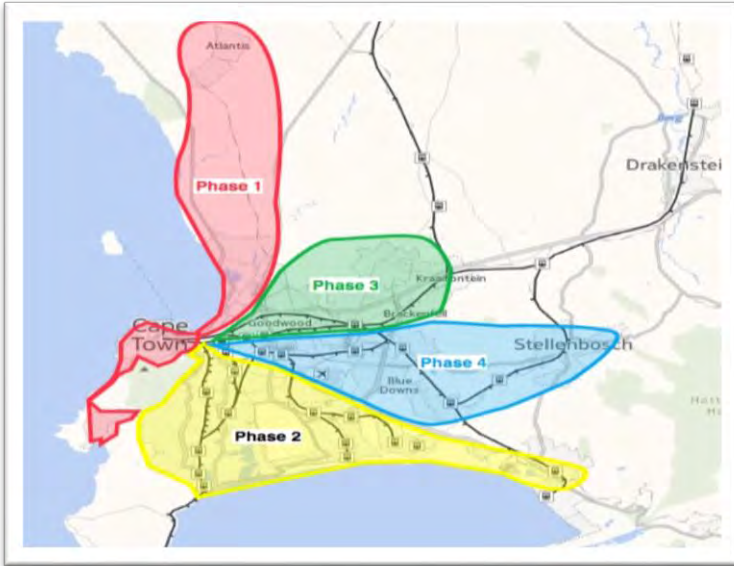 Atlantis
Phase 1
Drakenstei
Phase 3
Kraaifontein
Brackenfell
Goodwood
Cape
Town
Stellenbosch
Phase 4
Blue
Downs
Phase 2